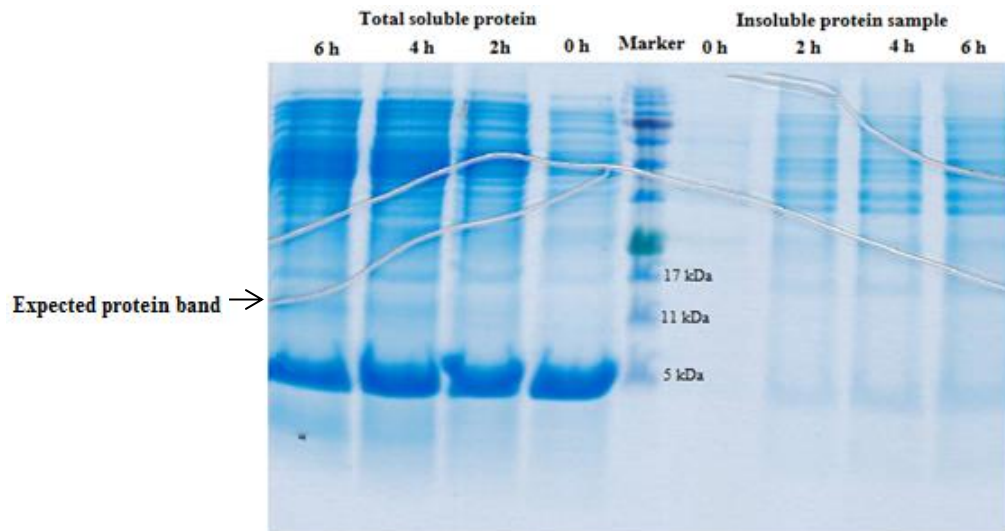 Total soluble protein Insoluble protein sample
6 h 4 h 2h 0 h Marker 0 h 2 h 4 h 6 h
17 kDa
Expected protein band
11 kDa
5 kDa